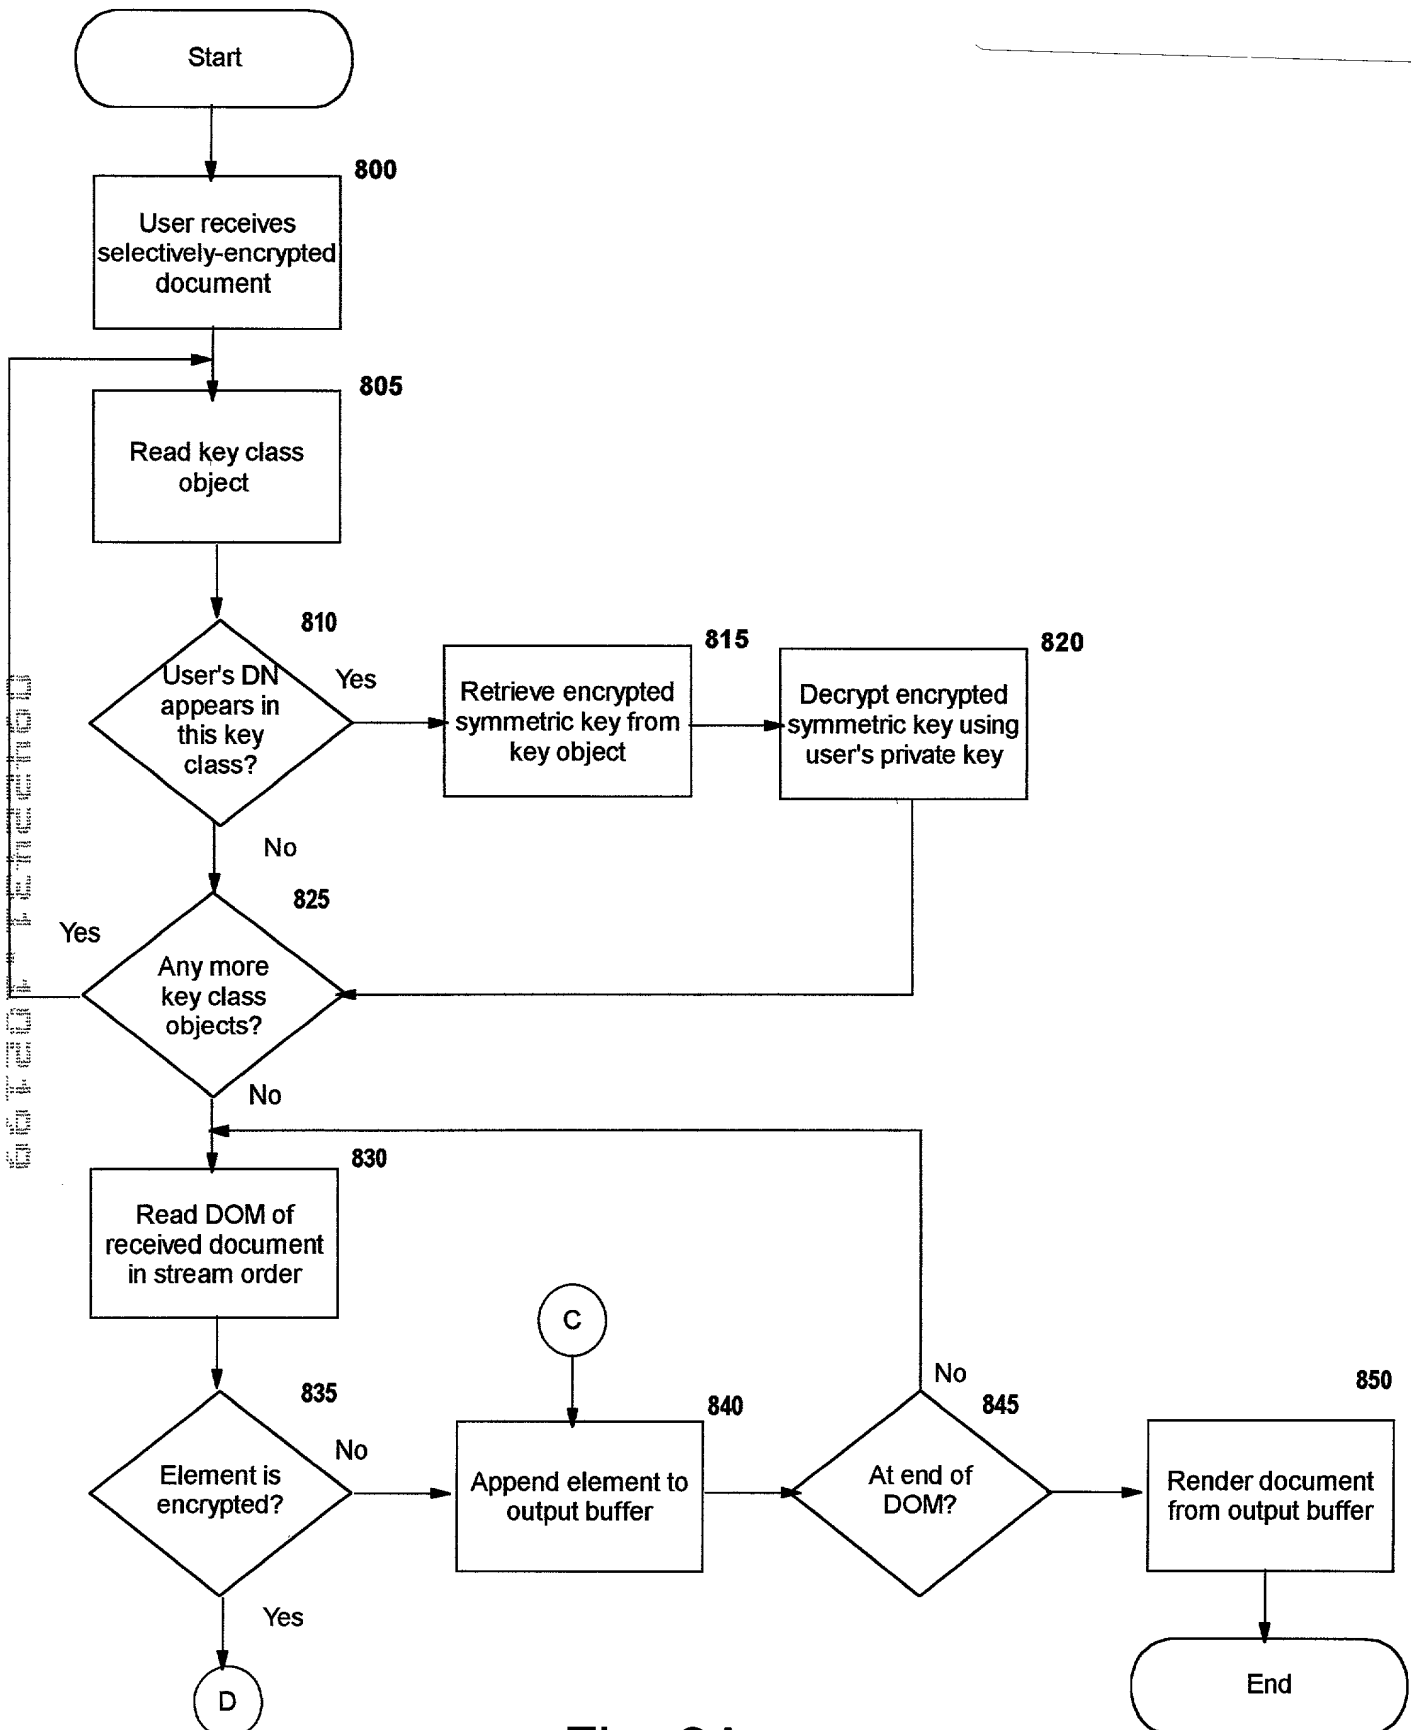 Start
800
User receives
selectively-encrypted
document
805
Read key class
object
810
User's DN
appears in
this key
class?
Yes
815
Retrieve encrypted
symmetric key from
key object
820
Decrypt encrypted
symmetric key using
user's private key
No
825
Yes
Any more
key class
objects?
No
830
Read DOM of
received document
in stream order
C
835
Element is
encrypted?
No
840
Append element to
output buffer
No
845
At end of
DOM?
850
Render document
from output buffer
Yes
D
End